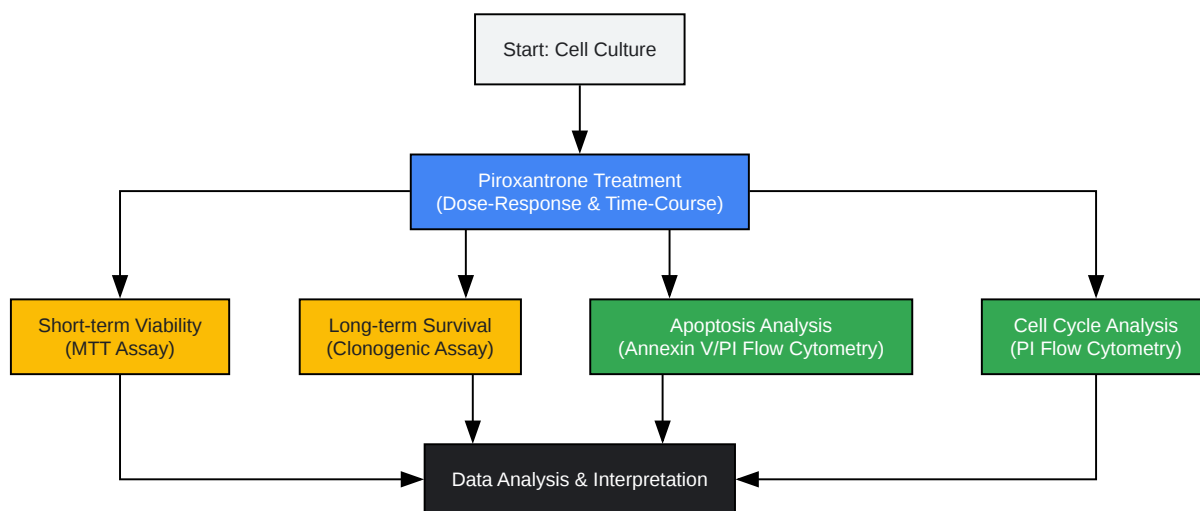 Start: Cell Culture
Piroxantrone Treatment
(Dose-Response & Time-Course)
Short-term Viability
(MTT Assay)
Long-term Survival
(Clonogenic Assay)
Apoptosis Analysis
(Annexin V/PI Flow Cytometry)
Cell Cycle Analysis
(PI Flow Cytometry)
Data Analysis & Interpretation